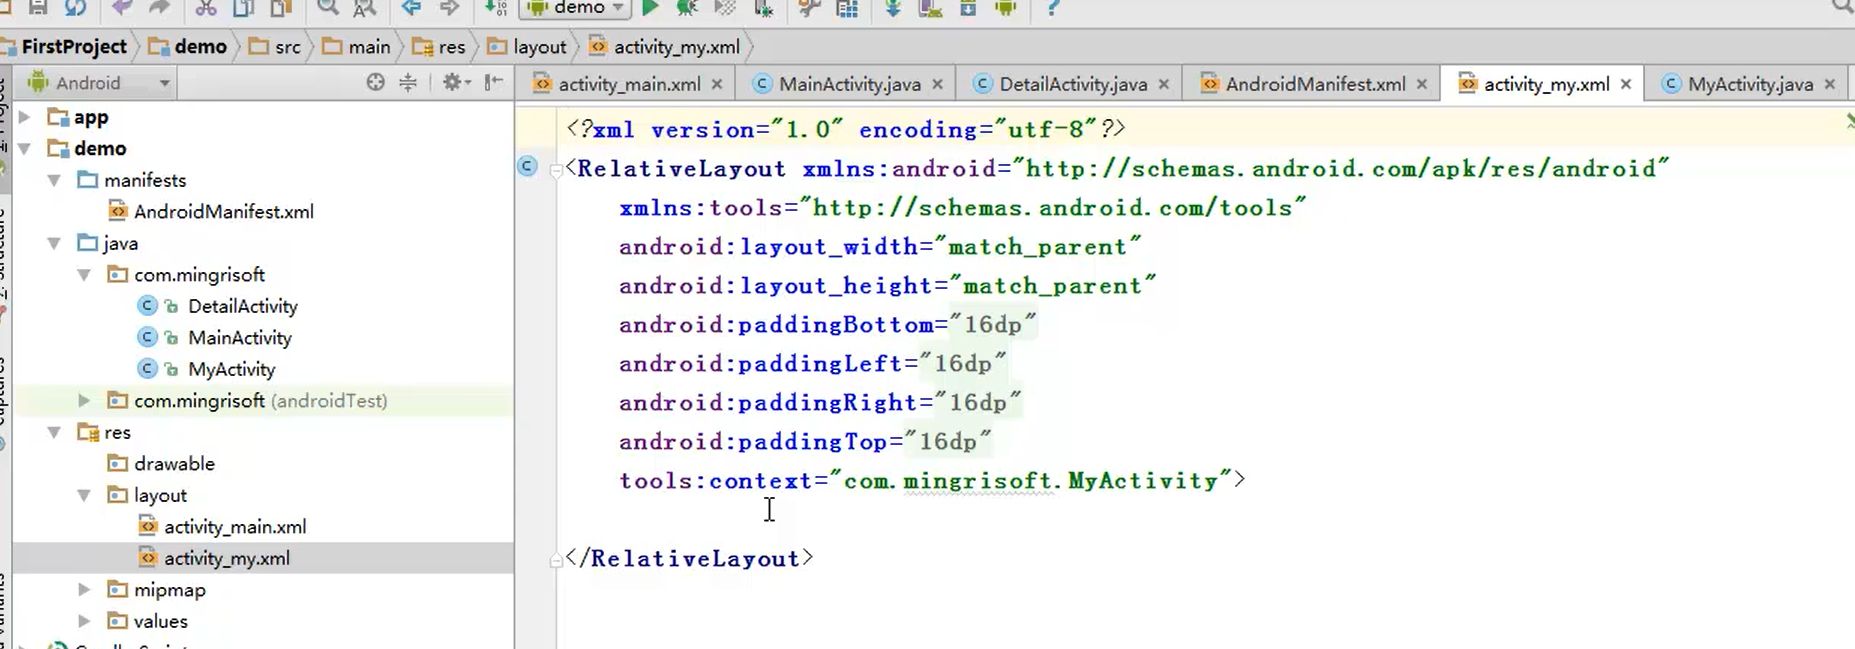 demo
FirstProject demo src main res layout activity_my.xml
Android
activity_main.xml MainActivity.java DetailActivity.java AndroidManifest.xml activity_my.xml MyActivity.java
app
demo
manifests
AndroidManifest.xml
java
com.mingrisoft
DetailActivity
MainActivity
MyActivity
com.mingrisoft (androidTest)
res
drawable
layout
activity_main.xml
activity_my.xml
mipmap
values
<?xml version="1.0" encoding="utf-8"?>
<RelativeLayout xmlns:android="http://schemas.android.com/apk/res/android"
xmlns:tools="http://schemas.android.com/tools"
android:layout_width="match_parent"
android:layout_height="match_parent"
android:paddingBottom="16dp"
android:paddingLeft="16dp"
android:paddingRight="16dp"
android:paddingTop="16dp"
tools:context="com.mingrisoft.MyActivity">
</RelativeLayout>